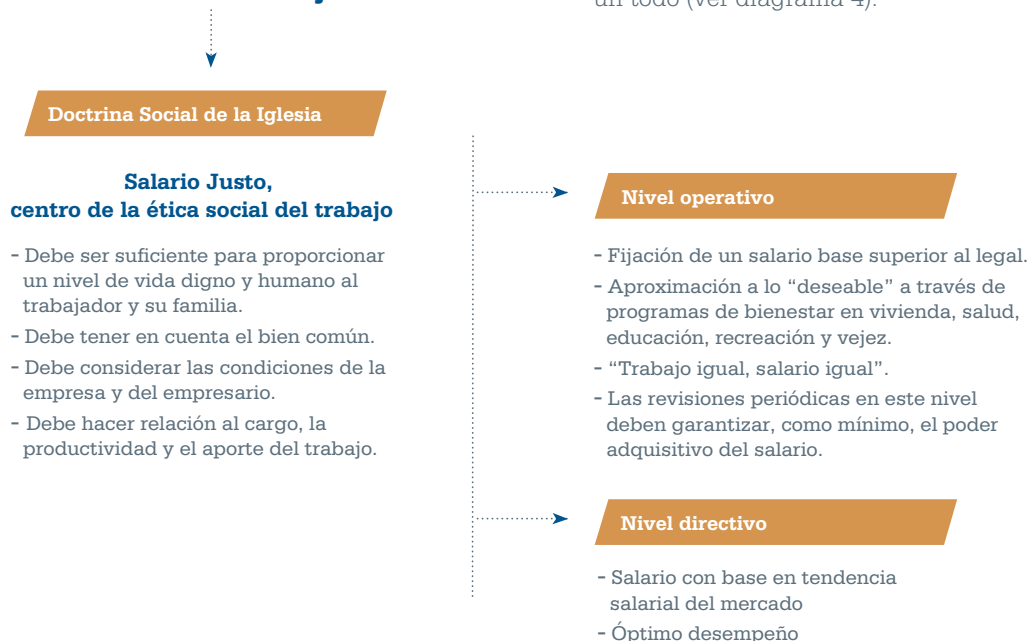 un todo (ver diagrama 4).
Doctrina Social de la Iglesia
Salario Justo,
centro de la ética social del trabajo
- Debe ser suficiente para proporcionar
un nivel de vida digno y humano al
trabajador y su familia.
- Debe tener en cuenta el bien común.
- Debe considerar las condiciones de la
empresa y del empresario.
- Debe hacer relación al cargo, la
productividad y el aporte del trabajo.
Nivel operativo
- Fijación de un salario base superior al legal.
- Aproximación a lo “deseable” a través de
programas de bienestar en vivienda, salud,
educación, recreación y vejez.
- “Trabajo igual, salario igual”.
- Las revisiones periódicas en este nivel
deben garantizar, como mínimo, el poder
adquisitivo del salario.
Nivel directivo
- Salario con base en tendencia
salarial del mercado
- Óptimo desempeño